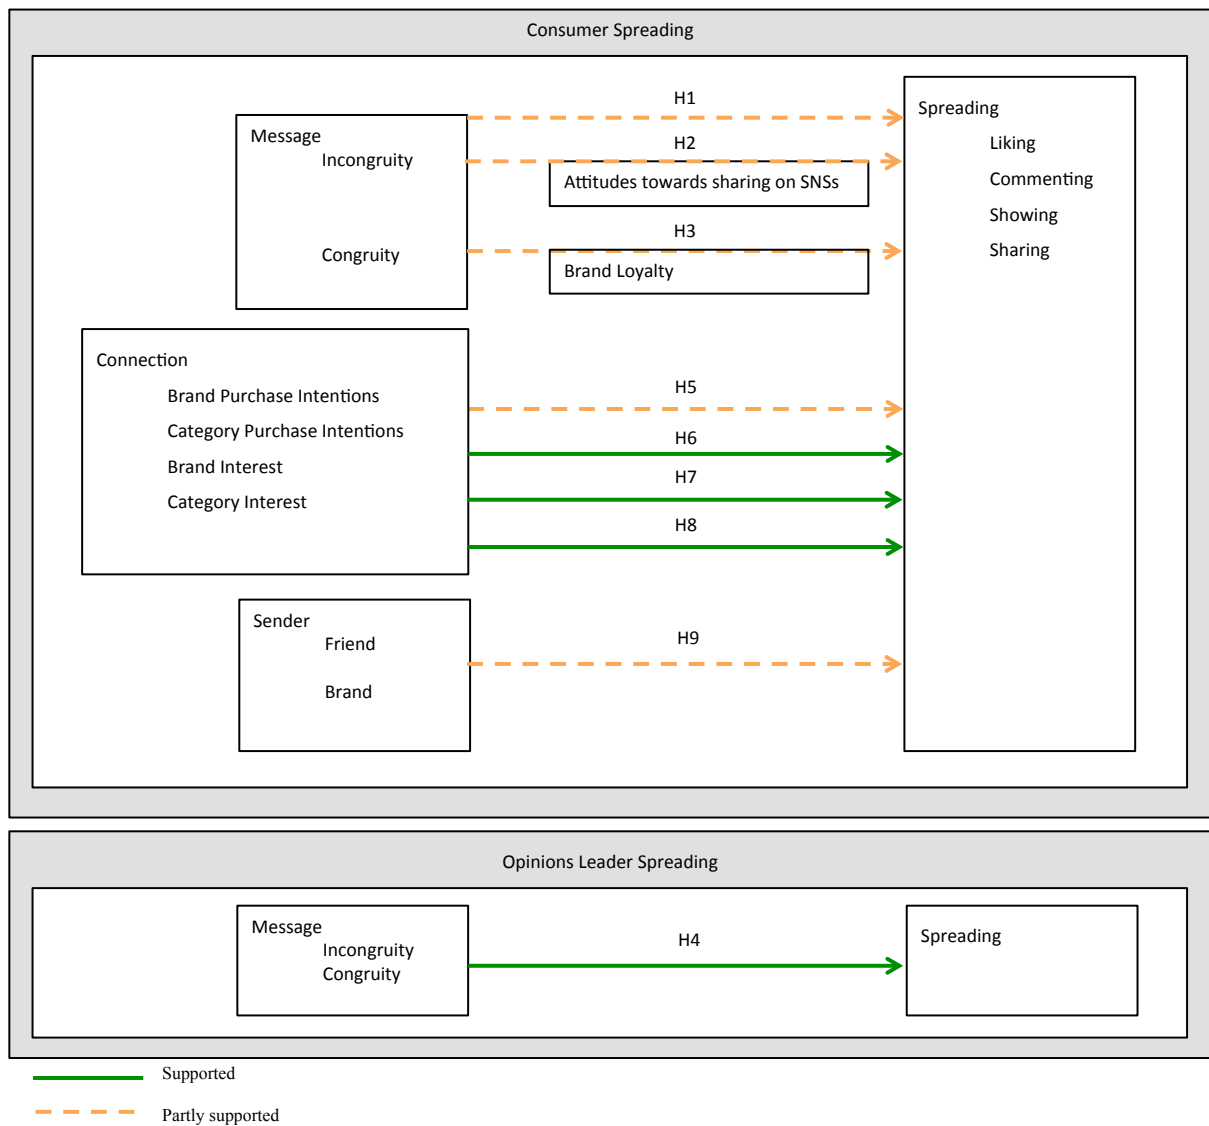 Consumer Spreading
H1
Spreading
Message
Incongruity
H2
Liking
Attitudes towards sharing on SNSs
Commenting
Showing
H3
Congruity
Sharing
Brand Loyalty
Connection
Brand Purchase Intentions
H5
Category Purchase Intentions
H6
Brand Interest
H7
Category Interest
H8
Sender
Friend
H9
Brand
Opinions Leader Spreading
Message
Incongruity
Congruity
H4
Spreading
Supported
Partly supported